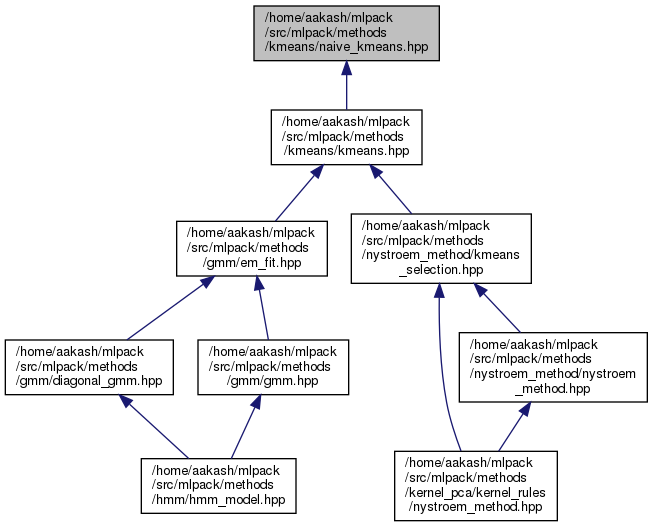 /home/aakash/mlpack
/src/mlpack/methods
/kmeans/naive_kmeans.hpp
/home/aakash/mlpack
/src/mlpack/methods
/kmeans/kmeans.hpp
/home/aakash/mlpack
/src/mlpack/methods
/gmm/em_fit.hpp
/home/aakash/mlpack
/src/mlpack/methods
/nystroem_method/kmeans
_selection.hpp
/home/aakash/mlpack
/src/mlpack/methods
/gmm/diagonal_gmm.hpp
/home/aakash/mlpack
/src/mlpack/methods
/gmm/gmm.hpp
/home/aakash/mlpack
/src/mlpack/methods
/nystroem_method/nystroem
_method.hpp
/home/aakash/mlpack
/src/mlpack/methods
/hmm/hmm_model.hpp
/home/aakash/mlpack
/src/mlpack/methods
/kernel_pca/kernel_rules
/nystroem_method.hpp